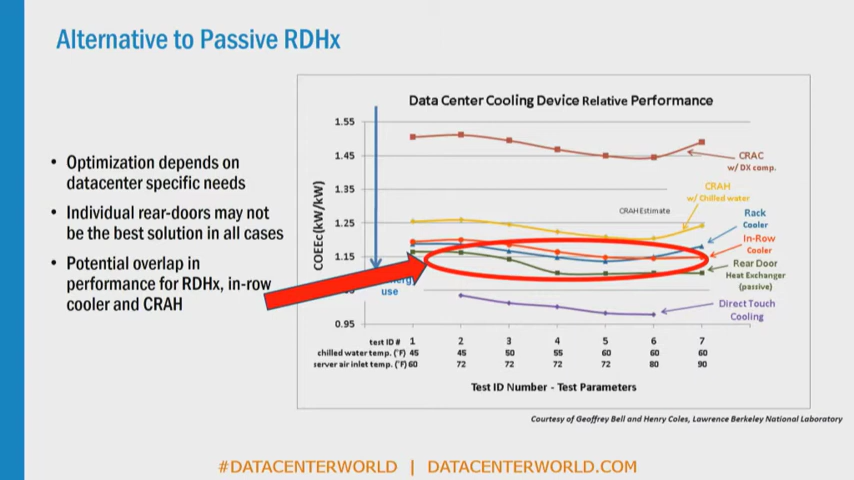 Alternative to Passive RDHx
• Optimization depends on
datacenter specific needs
• Individual rear-doors may not
be the best solution in all cases
• Potential overlap in
performance for RDHx, in-row
cooler and CRAH
Data Center Cooling Device Relative Performance
COEEc(kW/kW)
1.55
1.45
1.35
1.25
1.15
0.95
use
CRAC
w/ DX comp.
CRAH
w/ Chilled water
CRAH Estimate
Rack
Cooler
In-Row
Cooler
Rear Door
Heat Exchanger
(passive)
Direct Touch
Cooling
test ID # 1 2 3 4 5 6 7
chilled water temp. (˚F) 45 45 50 55 60 60 60
server air inlet temp. (˚F) 60 72 72 72 72 80 90
Test ID Number - Test Parameters
Courtesy of Geoffrey Bell and Henry Coles, Lawrence Berkeley National Laboratory
#DATACENTERWORLD | DATACENTERWORLD.COM